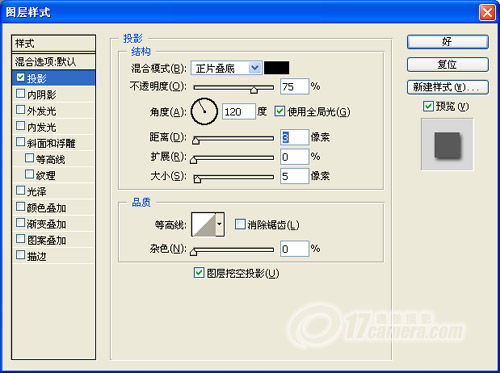 图层样式
样式
混合选项:默认
投影
内阴影
外发光
内发光
斜面和浮雕
等高线
纹理
光泽
颜色叠加
渐变叠加
图案叠加
描边
投影
结构
混合模式(B): 正片叠底
不透明度(O): 75 %
角度(A): 120 度 使用全局光(G)
距离(D): 3 像素
扩展(R): 0 %
大小(S): 5 像素
品质
等高线: 消除锯齿(L)
杂色(N): 0 %
图层挖空投影(U)
好
复位
新建样式(W)...
预览(V)
17camera.com